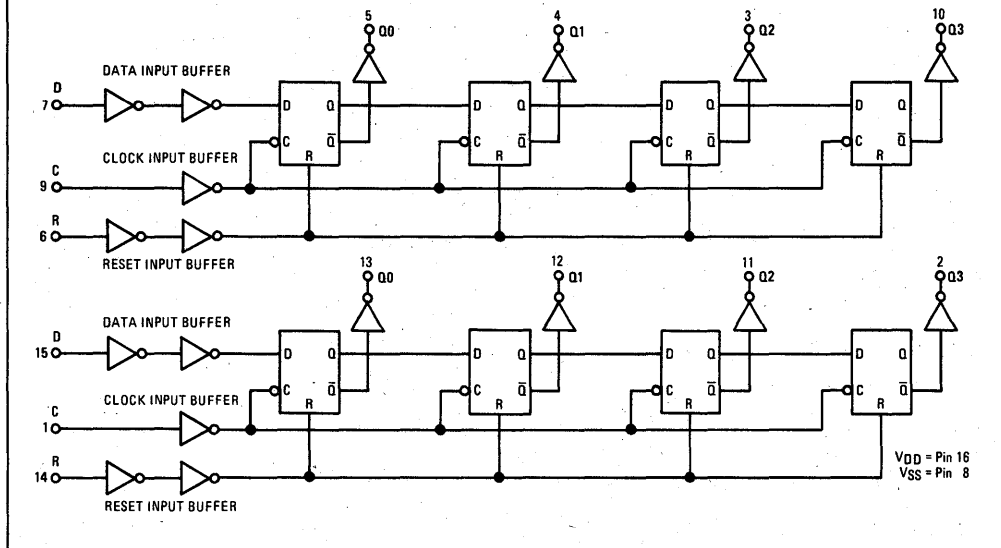 5 Q0
4 Q1
3 Q2
10 Q3
DATA INPUT BUFFER
D
7
D Q
C Q̅
R
D Q
C Q̅
R
D Q
C Q̅
R
D Q
C Q̅
R
CLOCK INPUT BUFFER
C
9
R
6
RESET INPUT BUFFER
13 Q0
12 Q1
11 Q2
2 Q3
DATA INPUT BUFFER
D
15
D Q
C Q̅
R
D Q
C Q̅
R
D Q
C Q̅
R
D Q
C Q̅
R
CLOCK INPUT BUFFER
C
1
R
14
RESET INPUT BUFFER
VDD = Pin 16
VSS = Pin 8